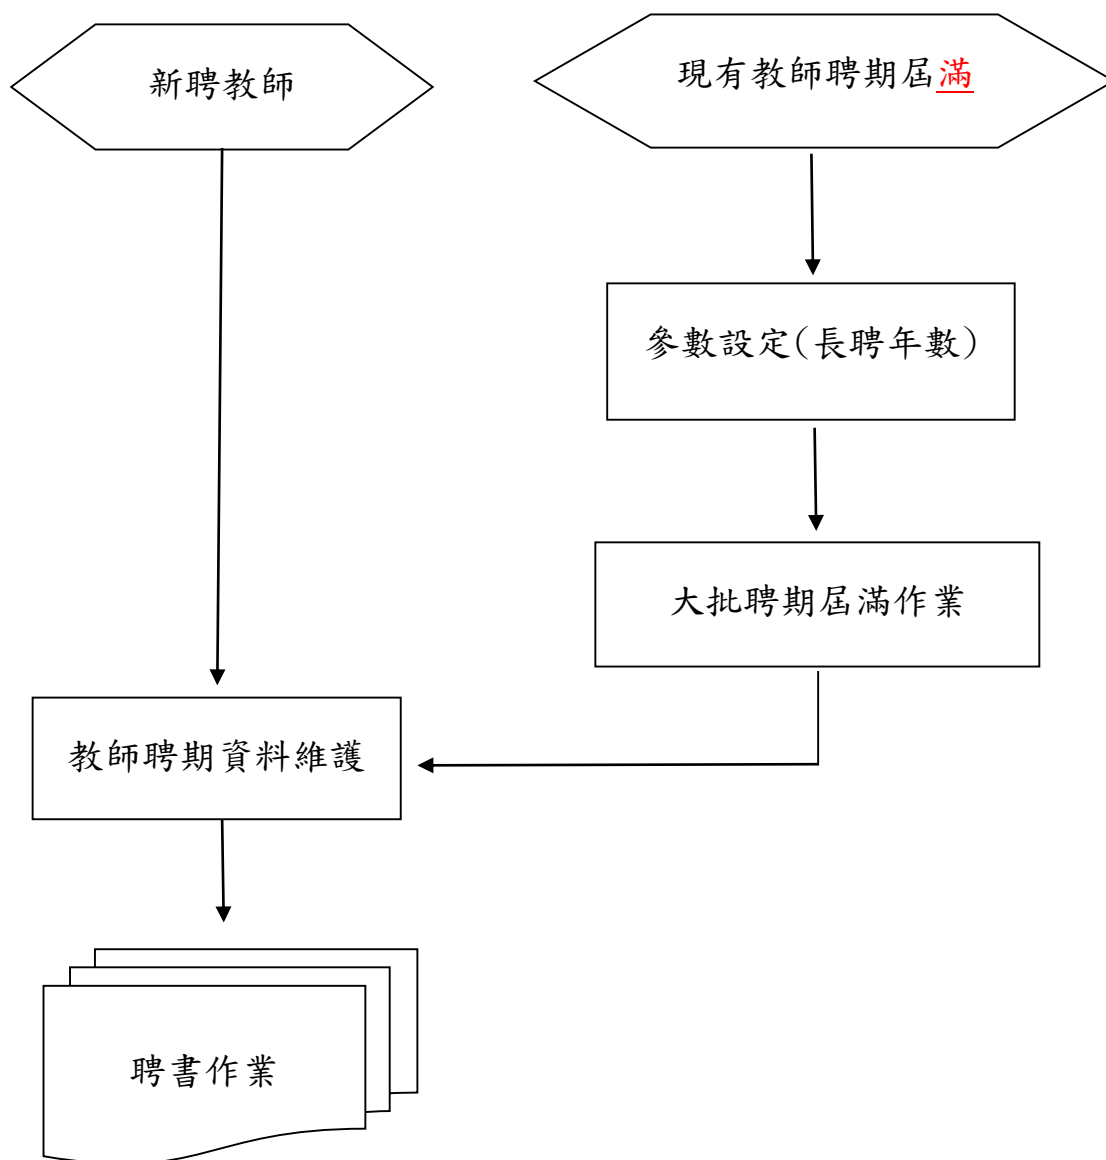 新聘教師
現有教師聘期屆滿
參數設定(長聘年數)
大批聘期屆滿作業
教師聘期資料維護
聘書作業